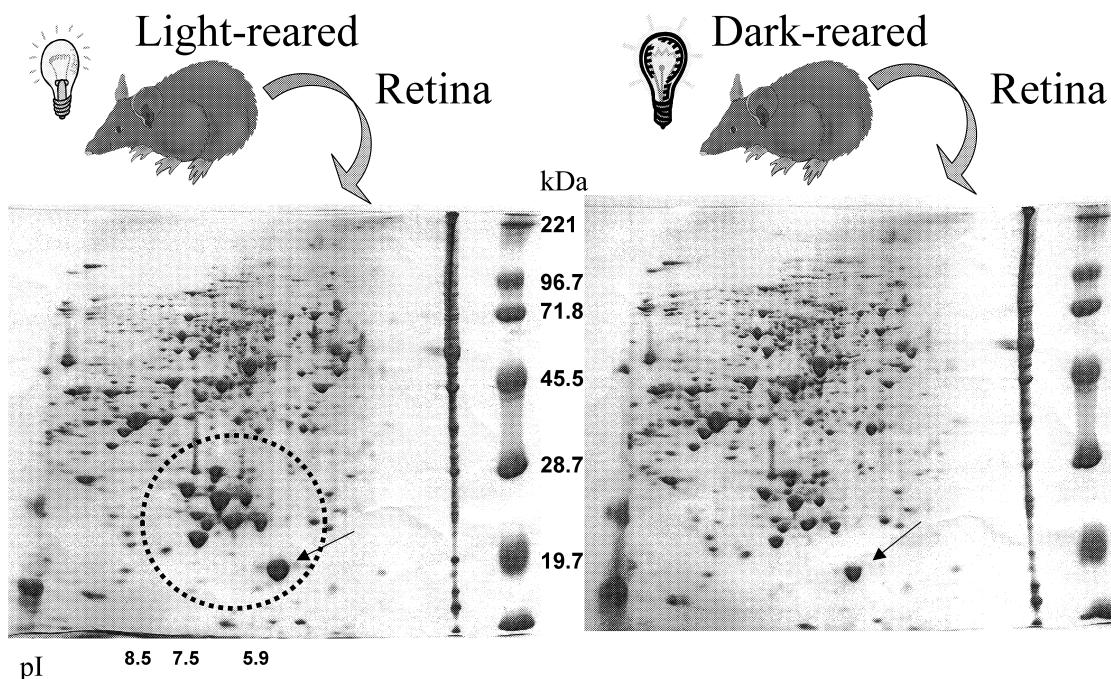 Light-reared
Retina
Dark-reared
Retina
kDa
221
96.7
71.8
45.5
28.7
19.7
8.5 7.5 5.9
pI